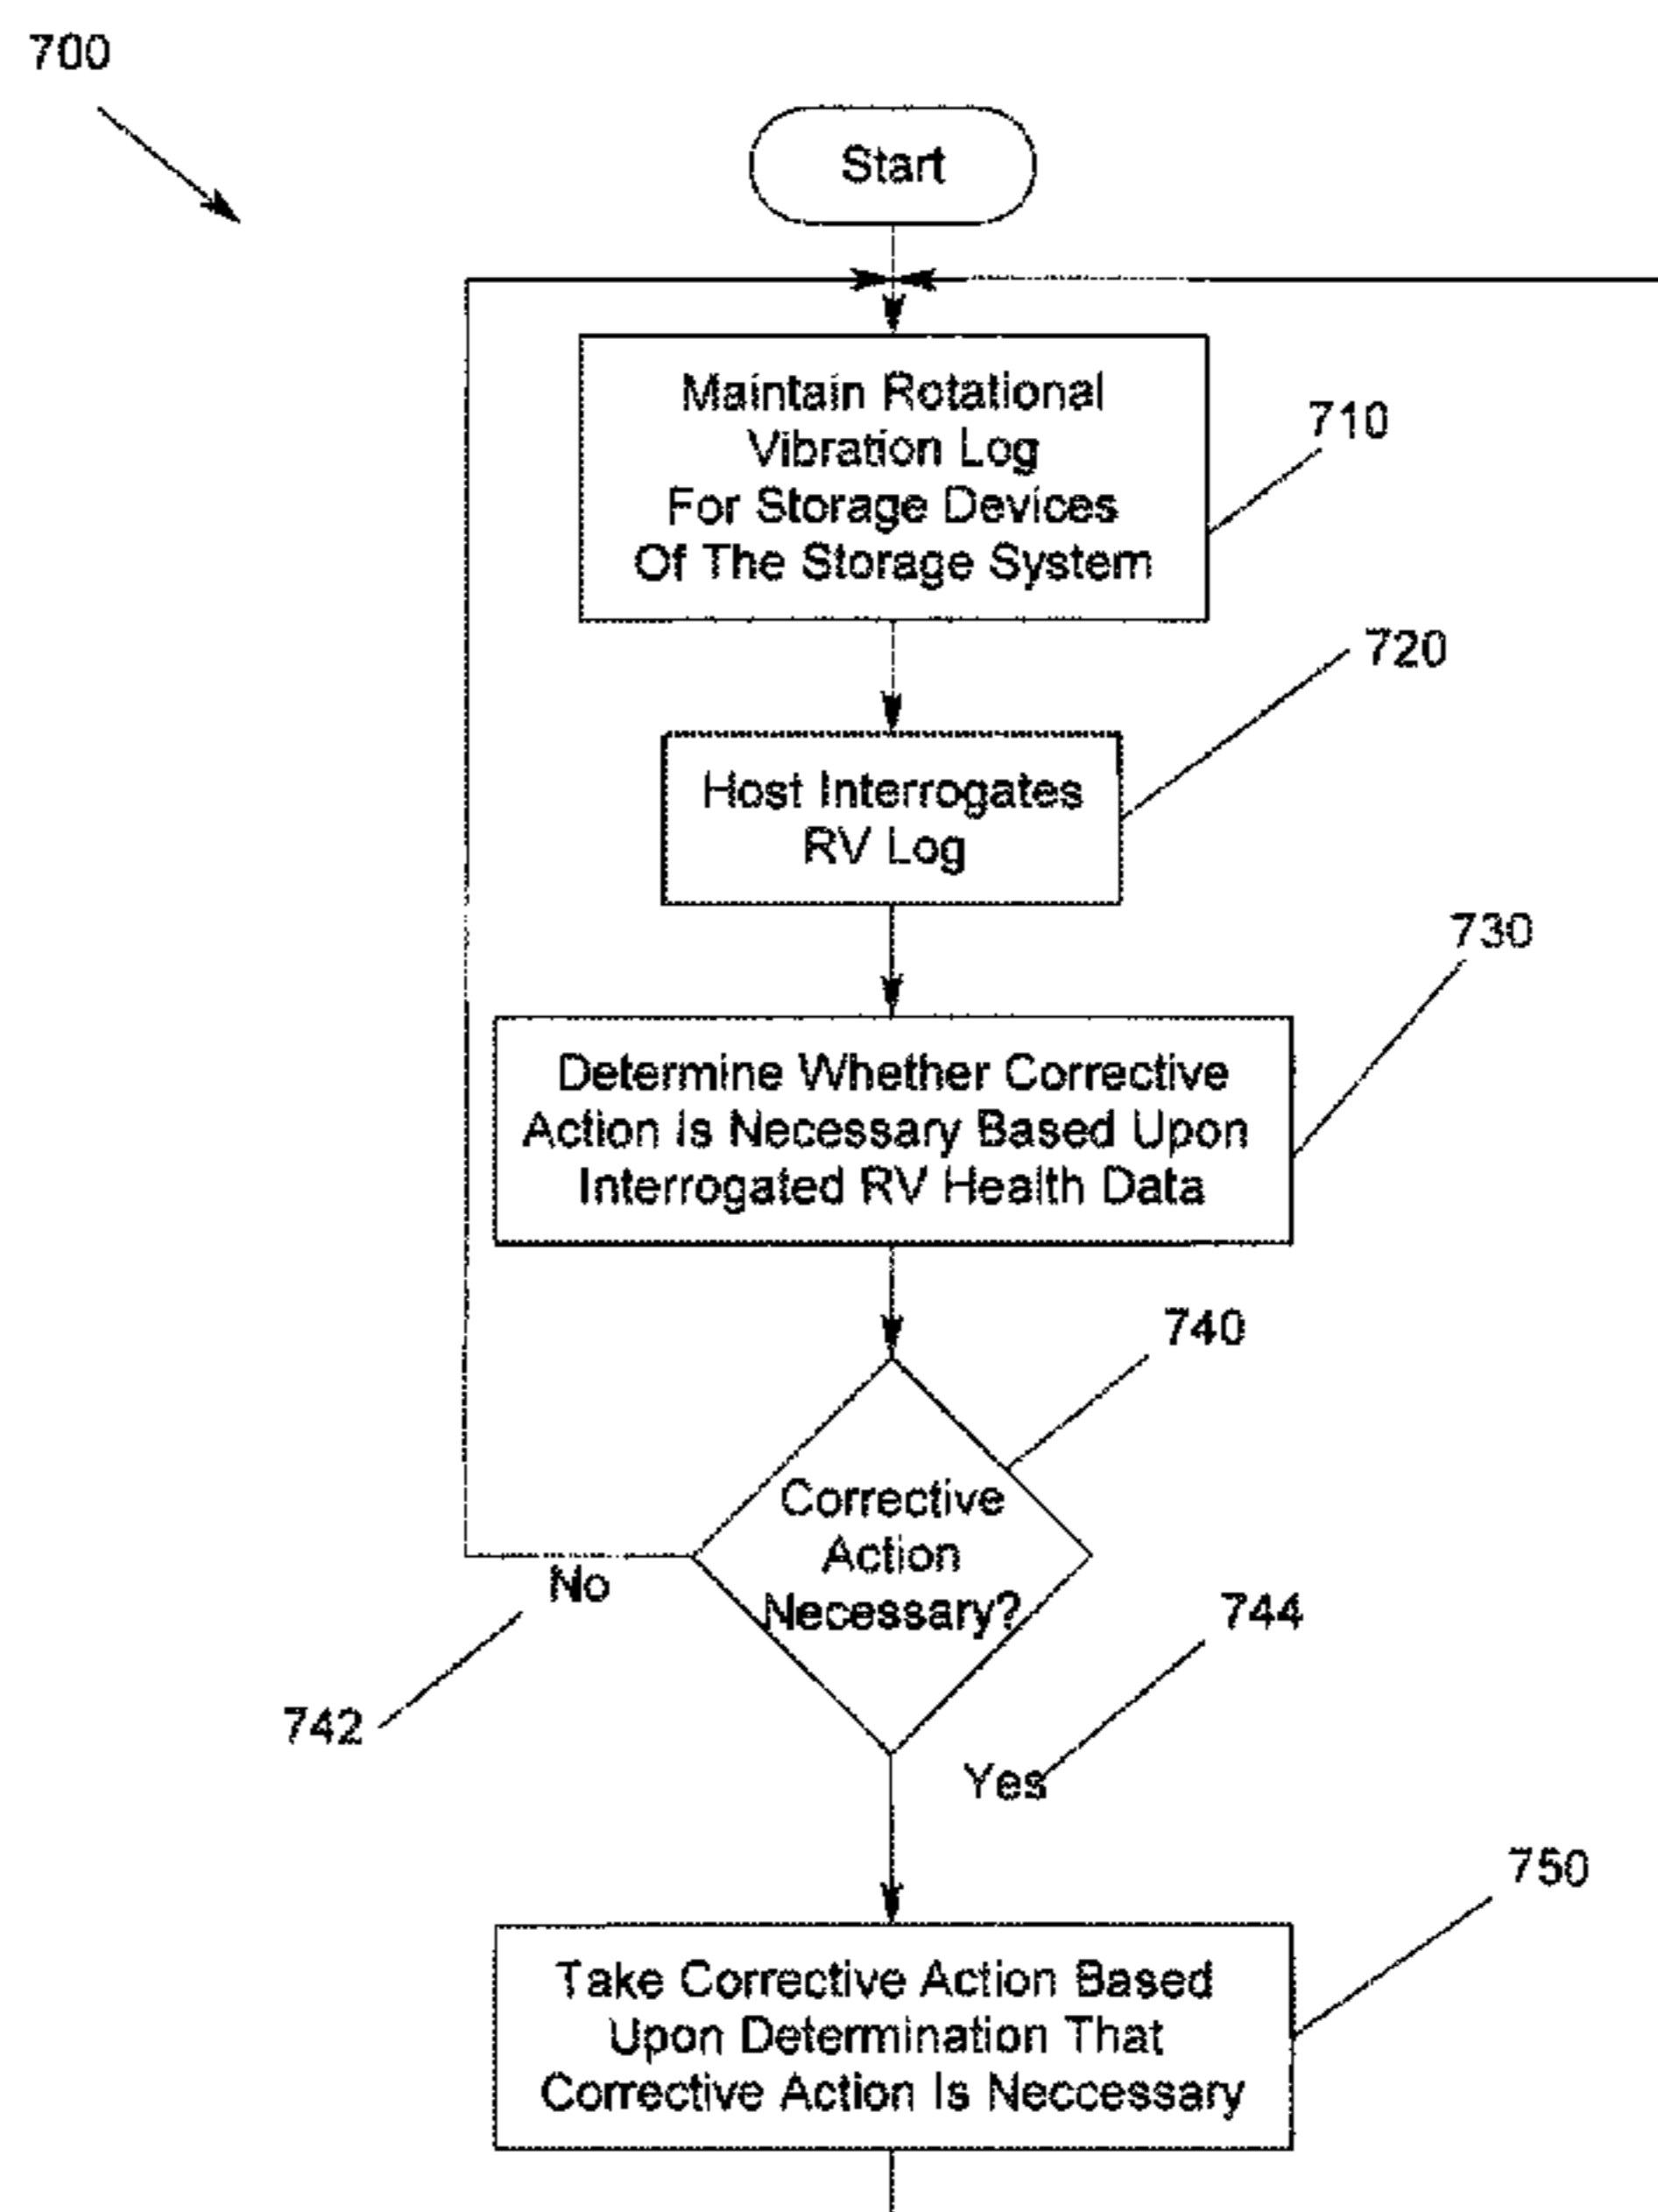 700
Start
Maintain Rotational
Vibration Log
For Storage Devices
Of The Storage System
710
720
Host Interrogates
RV Log
730
Determine Whether Corrective
Action Is Necessary Based Upon
Interrogated RV Health Data
740
Corrective
Action
Necessary?
No
744
742
Yes
750
Take Corrective Action Based
Upon Determination That
Corrective Action Is Neccessary